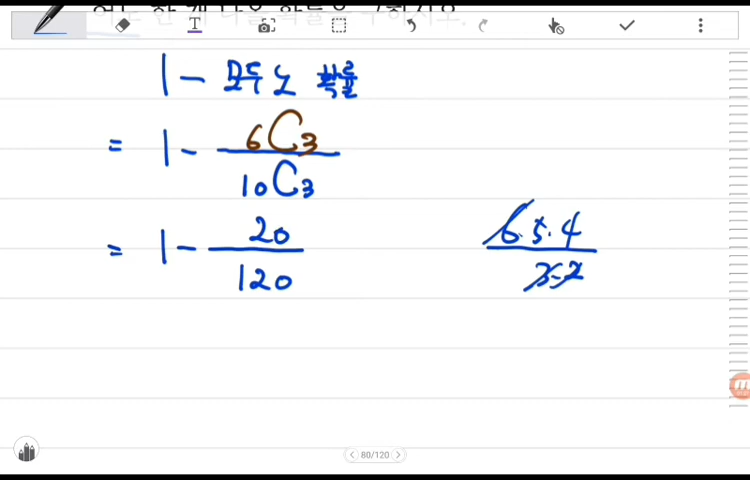 1 - 모두 노 확률
= 1 - 6C3 / 10C3
= 1 - 20 / 120
6·5·4 / 3·2
80/120